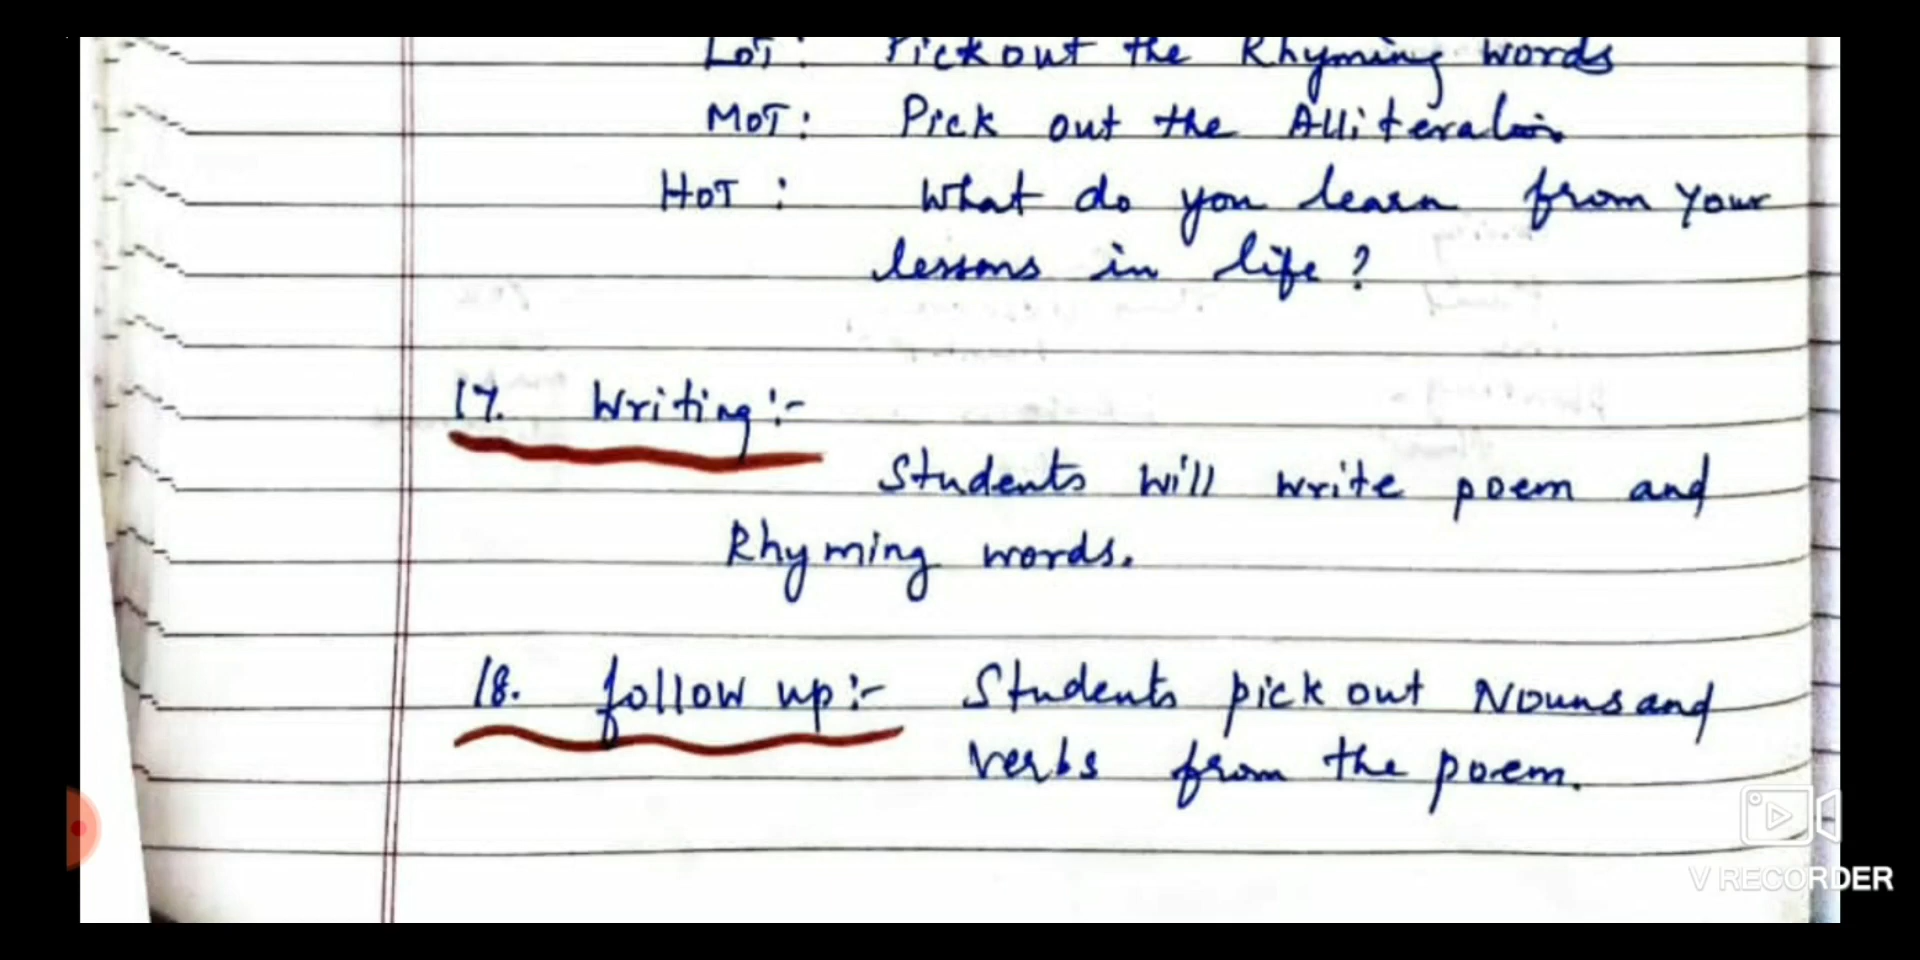 LOT: Pick out the Rhyming words
MOT: Pick out the Alliteration
HOT: What do you learn from your
lessons in life?
17. Writing:-
Students will write poem and
Rhyming words.
18. follow up:- Students pick out Nouns and
verbs from the poem.
V RECORDER